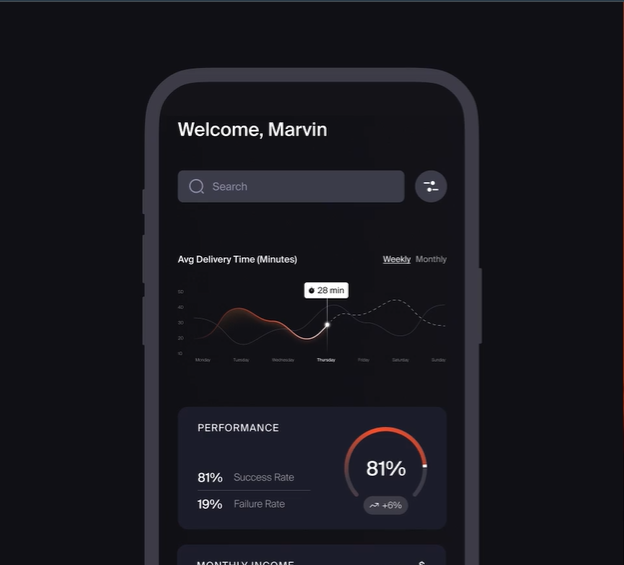 Welcome, Marvin
Search
Avg Delivery Time (Minutes) Weekly Monthly
28 min
50
40
30
20
0
Monday Tuesday Wednesday Thursday Friday Saturday Sunday
PERFORMANCE
81%
81% Success Rate
19% Failure Rate
+6%
MONTHLY INCOME $